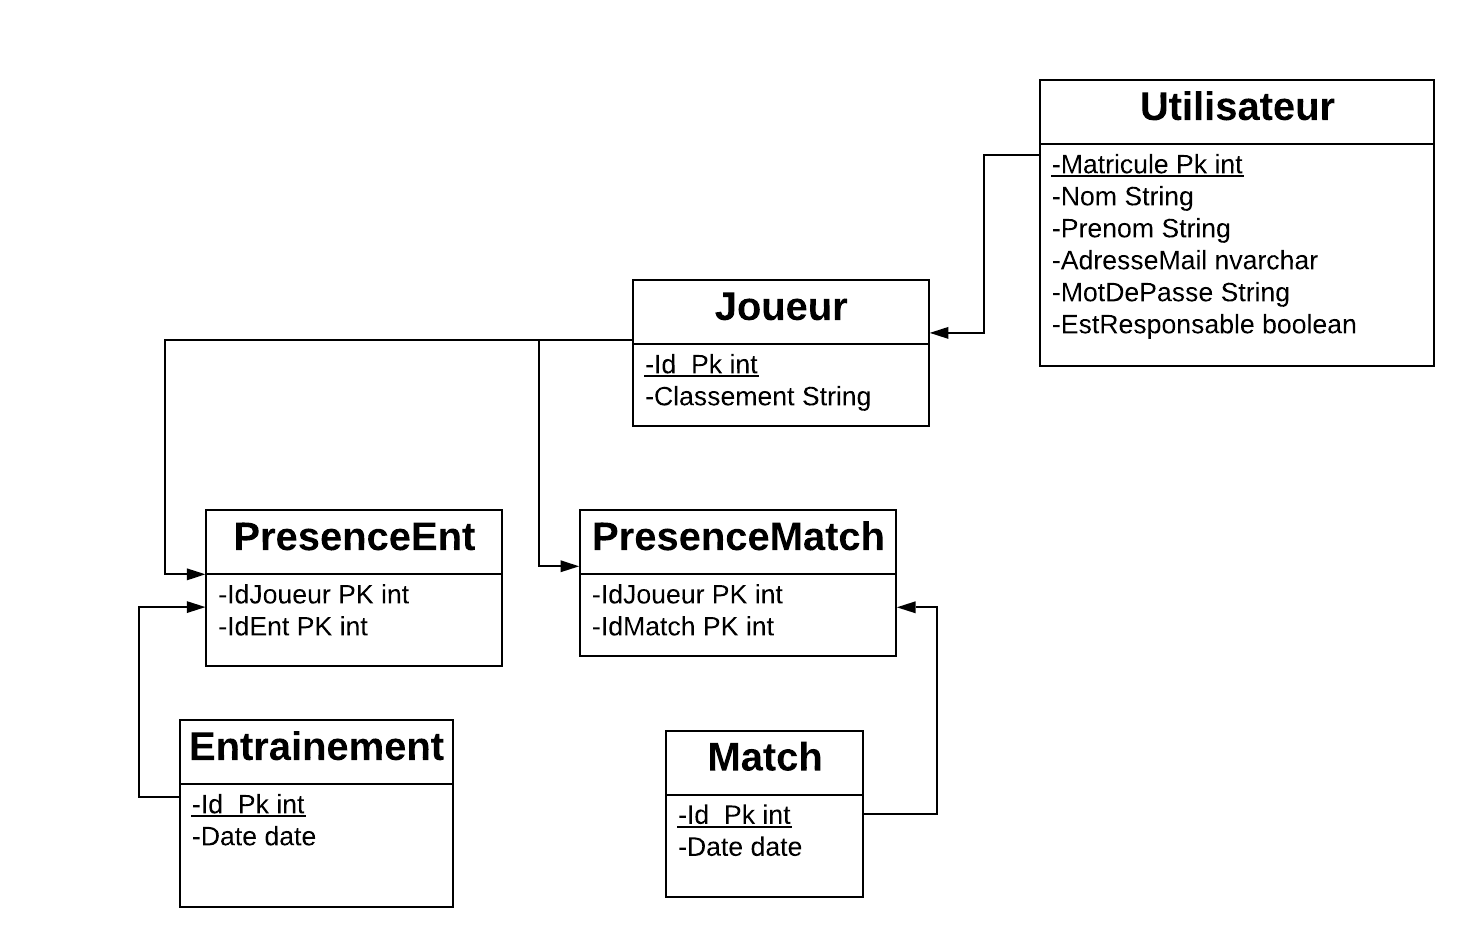 Utilisateur
-Matricule Pk int
-Nom String
-Prenom String
-AdresseMail nvarchar
-MotDePasse String
-EstResponsable boolean
Joueur
-Id  Pk int
-Classement String
PresenceEnt
-IdJoueur PK int
-IdEnt PK int
PresenceMatch
-IdJoueur PK int
-IdMatch PK int
Entrainement
-Id  Pk int
-Date date
Match
-Id  Pk int
-Date date